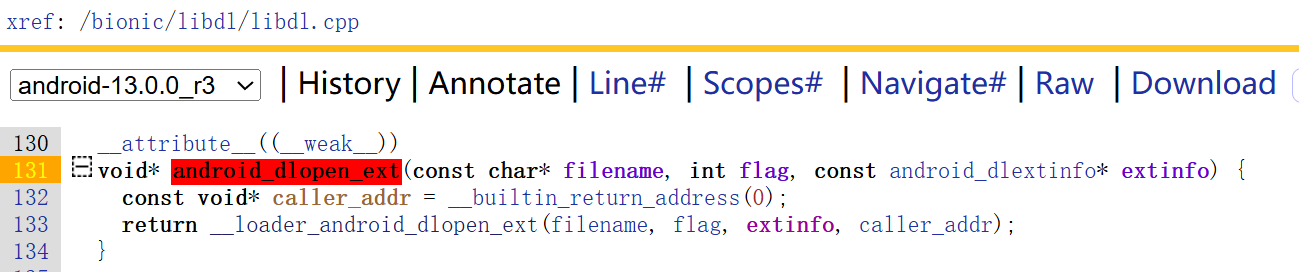 xref: /bionic/libdl/libdl.cpp
android-13.0.0_r3 | History | Annotate | Line# | Scopes# | Navigate# | Raw | Download
130 __attribute__((__weak__))
131 void* android_dlopen_ext(const char* filename, int flag, const android_dlextinfo* extinfo) {
132 const void* caller_addr = __builtin_return_address(0);
133 return __loader_android_dlopen_ext(filename, flag, extinfo, caller_addr);
134 }